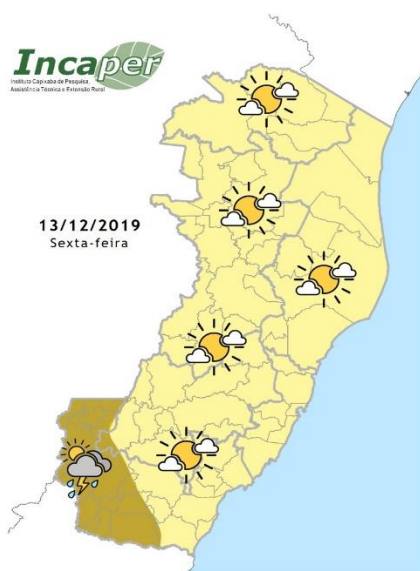 Incaper
Instituto Capixaba de Pesquisa,
Assistência Técnica e Extensão Rural
13/12/2019
Sexta-feira